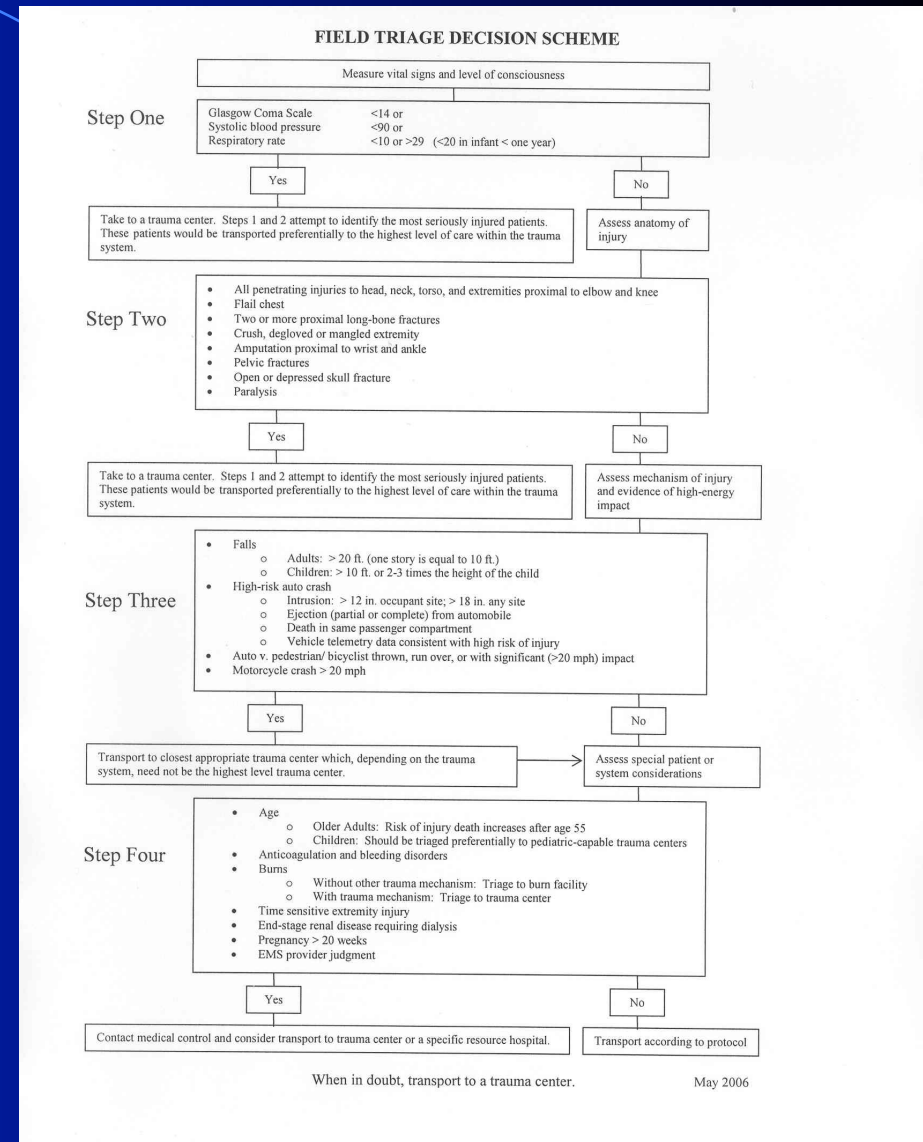 FIELD TRIAGE DECISION SCHEME
Measure vital signs and level of consciousness
Step One
Glasgow Coma Scale <14 or
Systolic blood pressure <90 or
Respiratory rate <10 or >29 (<20 in infant < one year)
Yes
No
Take to a trauma center. Steps 1 and 2 attempt to identify the most seriously injured patients.
These patients would be transported preferentially to the highest level of care within the trauma
system.
Assess anatomy of
injury
Step Two
• All penetrating injuries to head, neck, torso, and extremities proximal to elbow and knee
• Flail chest
• Two or more proximal long-bone fractures
• Crush, degloved or mangled extremity
• Amputation proximal to wrist and ankle
• Pelvic fractures
• Open or depressed skull fracture
• Paralysis
Yes
No
Take to a trauma center. Steps 1 and 2 attempt to identify the most seriously injured patients.
These patients would be transported preferentially to the highest level of care within the trauma
system.
Assess mechanism of injury
and evidence of high-energy
impact
Step Three
• Falls
o Adults: > 20 ft. (one story is equal to 10 ft.)
o Children: > 10 ft. or 2-3 times the height of the child
• High-risk auto crash
o Intrusion: > 12 in. occupant site; > 18 in. any site
o Ejection (partial or complete) from automobile
o Death in same passenger compartment
o Vehicle telemetry data consistent with high risk of injury
• Auto v. pedestrian/ bicyclist thrown, run over, or with significant (>20 mph) impact
• Motorcycle crash > 20 mph
Yes
No
Transport to closest appropriate trauma center which, depending on the trauma
system, need not be the highest level trauma center.
Assess special patient or
system considerations
Step Four
• Age
o Older Adults: Risk of injury death increases after age 55
o Children: Should be triaged preferentially to pediatric-capable trauma centers
• Anticoagulation and bleeding disorders
• Burns
o Without other trauma mechanism: Triage to burn facility
o With trauma mechanism: Triage to trauma center
• Time sensitive extremity injury
• End-stage renal disease requiring dialysis
• Pregnancy > 20 weeks
• EMS provider judgment
Yes
No
Contact medical control and consider transport to trauma center or a specific resource hospital.
Transport according to protocol
When in doubt, transport to a trauma center.
May 2006